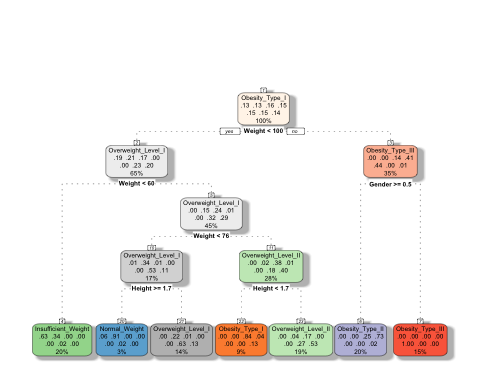 Obesity_Type_I
.13 .13 .16 .15
.15 .15 .14
100%
yes Weight < 100 no
Overweight_Level_I
.19 .21 .17 .00
.00 .23 .20
65%
Weight < 60
Obesity_Type_III
.00 .00 .14 .41
.44 .00 .01
35%
Gender >= 0.5
Overweight_Level_I
.00 .15 .24 .01
.00 .32 .29
45%
Weight < 76
Overweight_Level_I
.01 .34 .01 .00
.00 .53 .11
17%
Height >= 1.7
Overweight_Level_II
.00 .02 .38 .01
.00 .18 .40
28%
Height < 1.7
Insufficient_Weight
.63 .34 .00 .00
.00 .02 .00
20%
Normal_Weight
.06 .91 .00 .00
.00 .02 .00
3%
Overweight_Level_I
.00 .22 .01 .00
.00 .63 .13
14%
Obesity_Type_I
.00 .00 .84 .04
.00 .00 .13
9%
Overweight_Level_II
.00 .04 .17 .00
.00 .27 .53
19%
Obesity_Type_II
.00 .00 .25 .73
.00 .00 .02
20%
Obesity_Type_III
.00 .00 .00 .00
1.00 .00 .00
15%